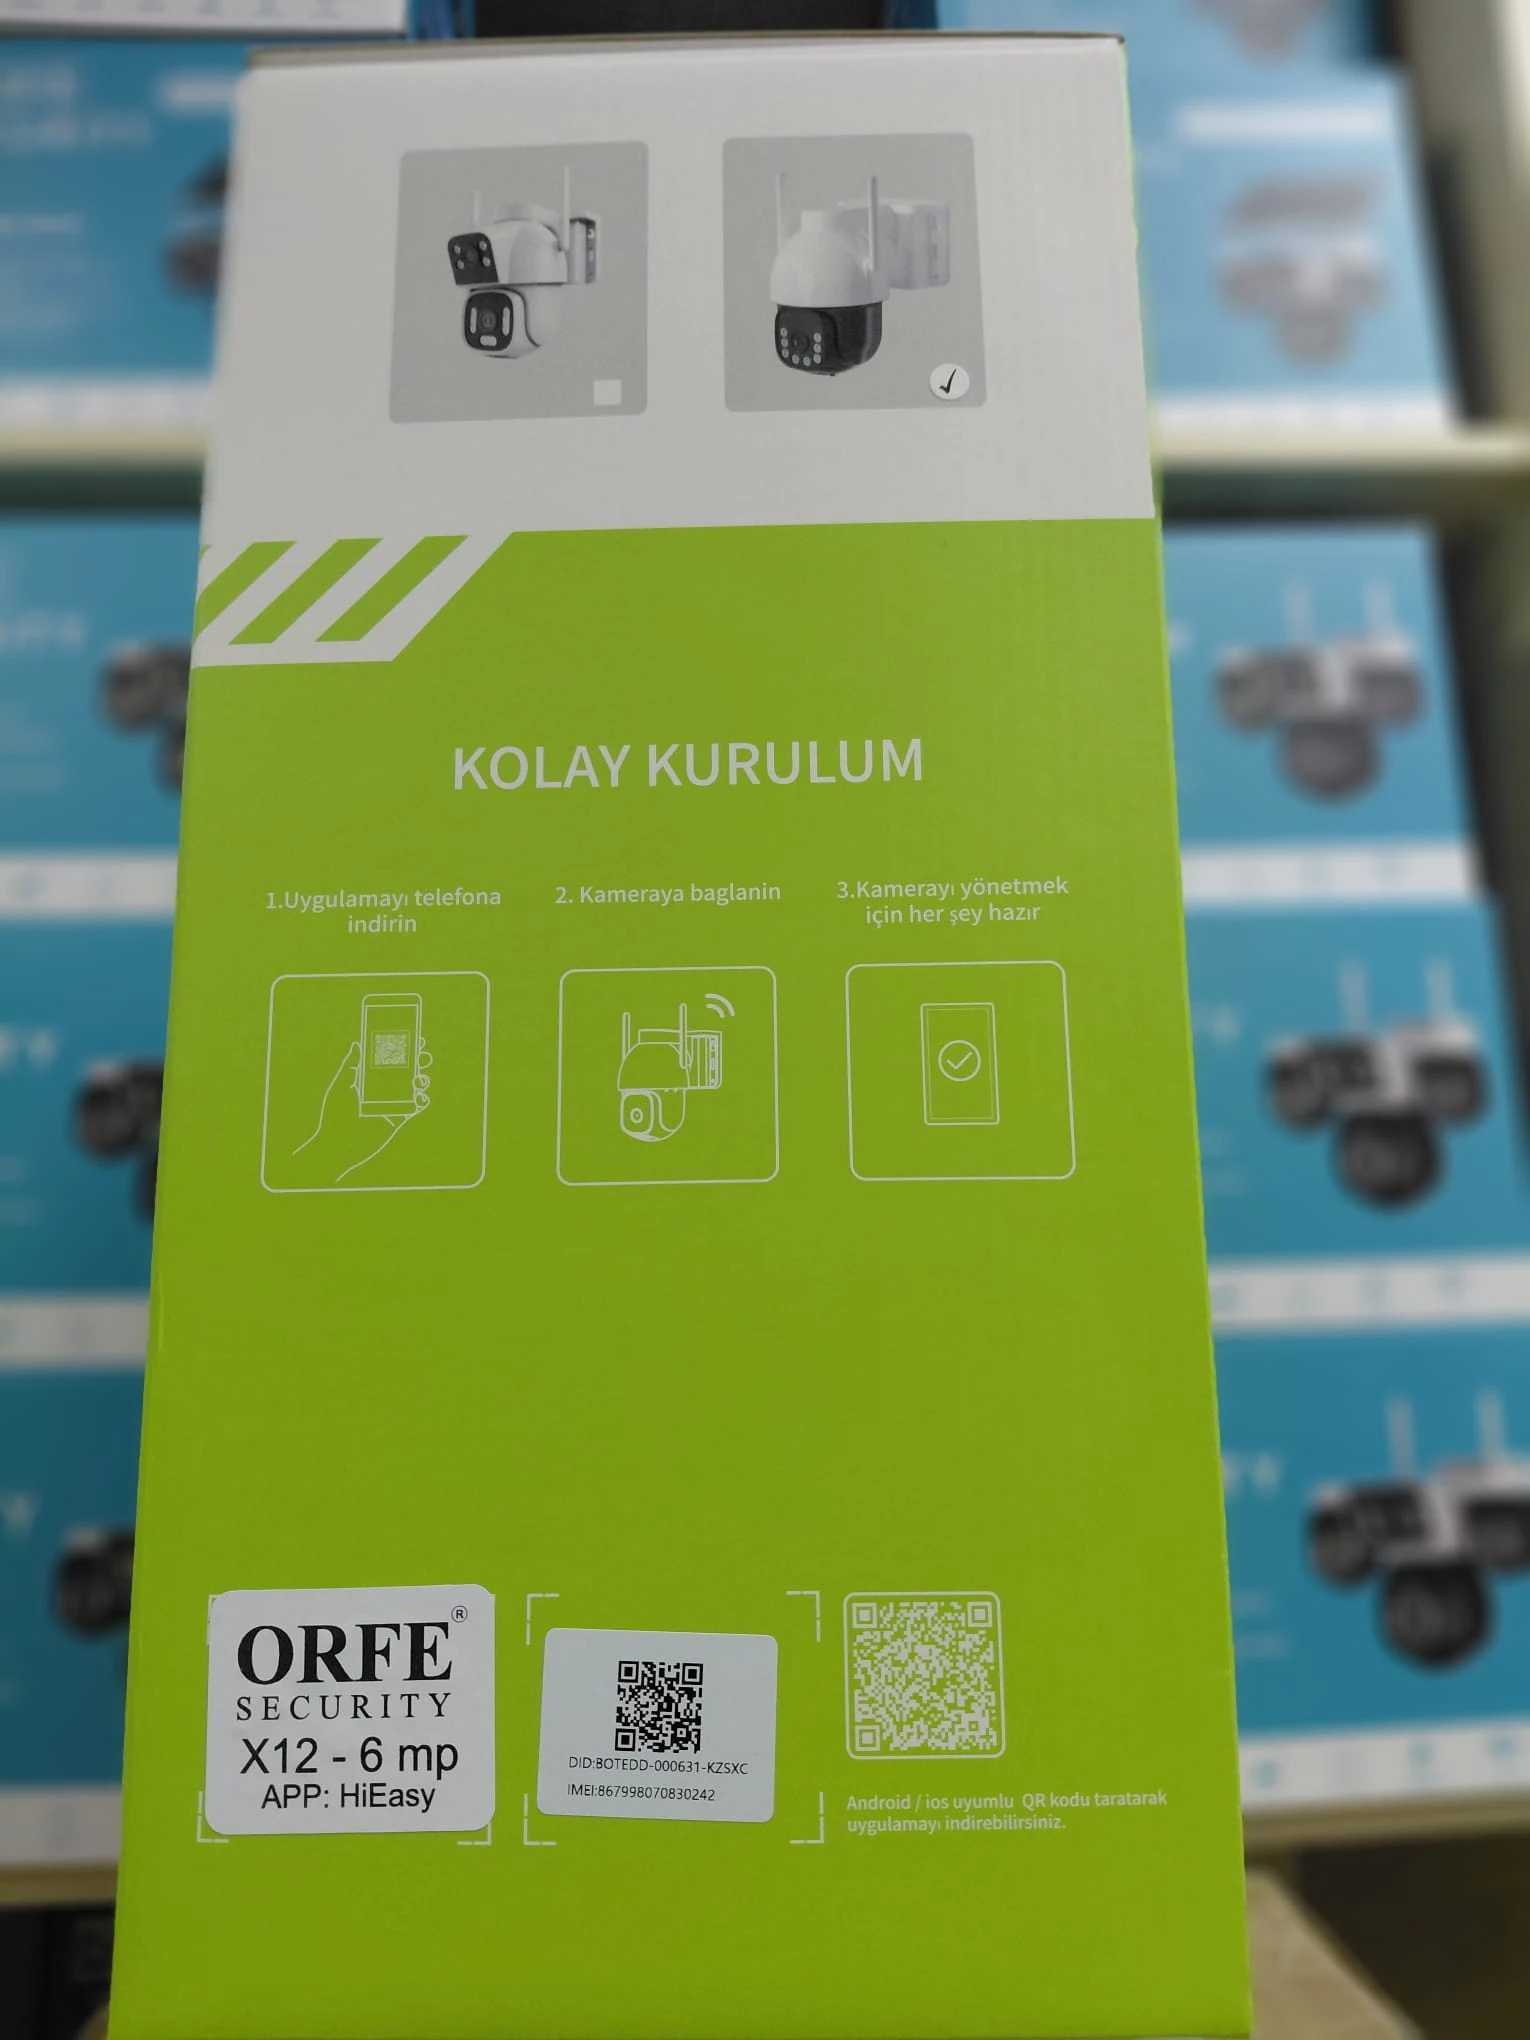 KOLAY KURULUM
1.Uygulamayı telefona
indirin
2. Kameraya baglanin
3.Kamerayı yönetmek
için her şey hazır
ORFE®
SECURITY
X12 - 6 mp
APP: HiEasy
DID:BOTEDD-000631-KZSXC
IMEI:867998070830242
Android / ios uyumlu QR kodu taratarak
uygulamayı indirebilirsiniz.